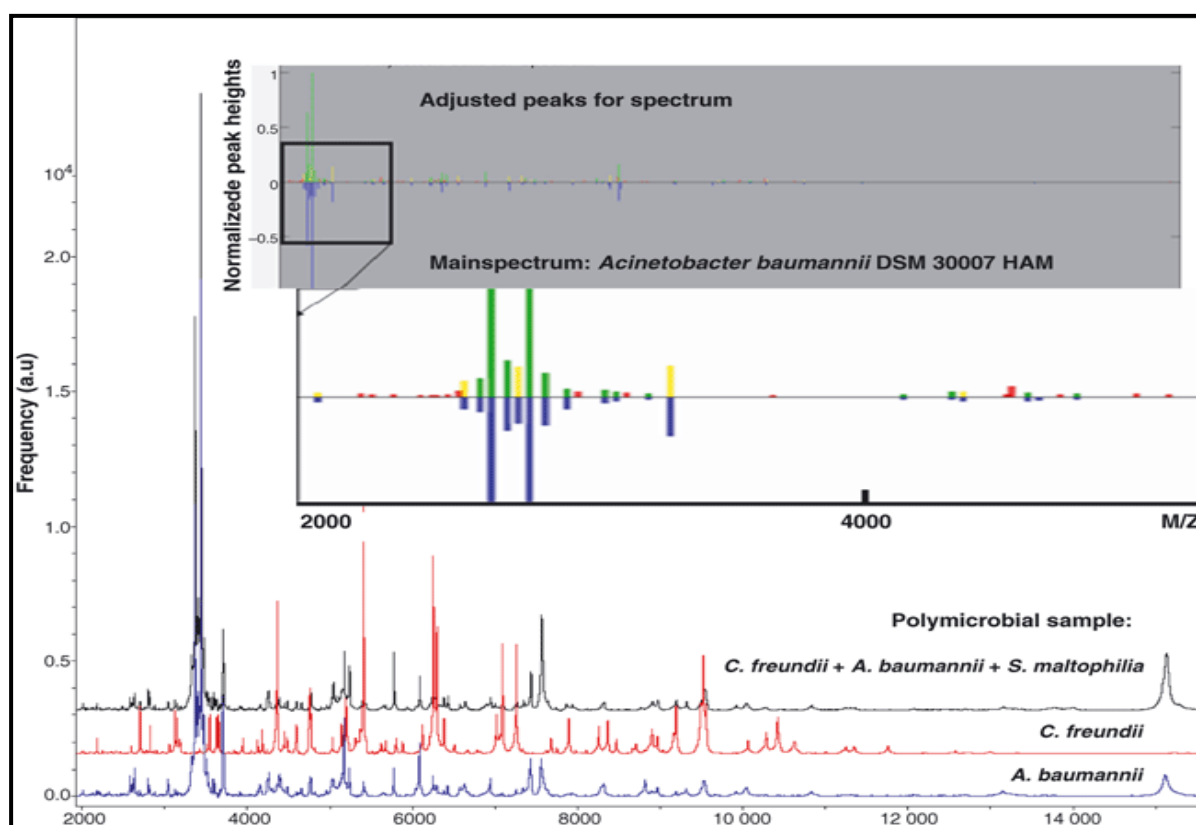 Normalizede peak heights
1
0.5
0
–0.5
Adjusted peaks for spectrum
Mainspectrum: Acinetobacter baumannii DSM 30007 HAM
2000
4000
M/Z
Frequency (a.u)
10⁴
2.0
1.5
1.0
0.5
0.0
Polymicrobial sample:
C. freundii + A. baumannii + S. maltophilia
C. freundii
A. baumannii
2000
4000
6000
8000
10 000
12 000
14 000